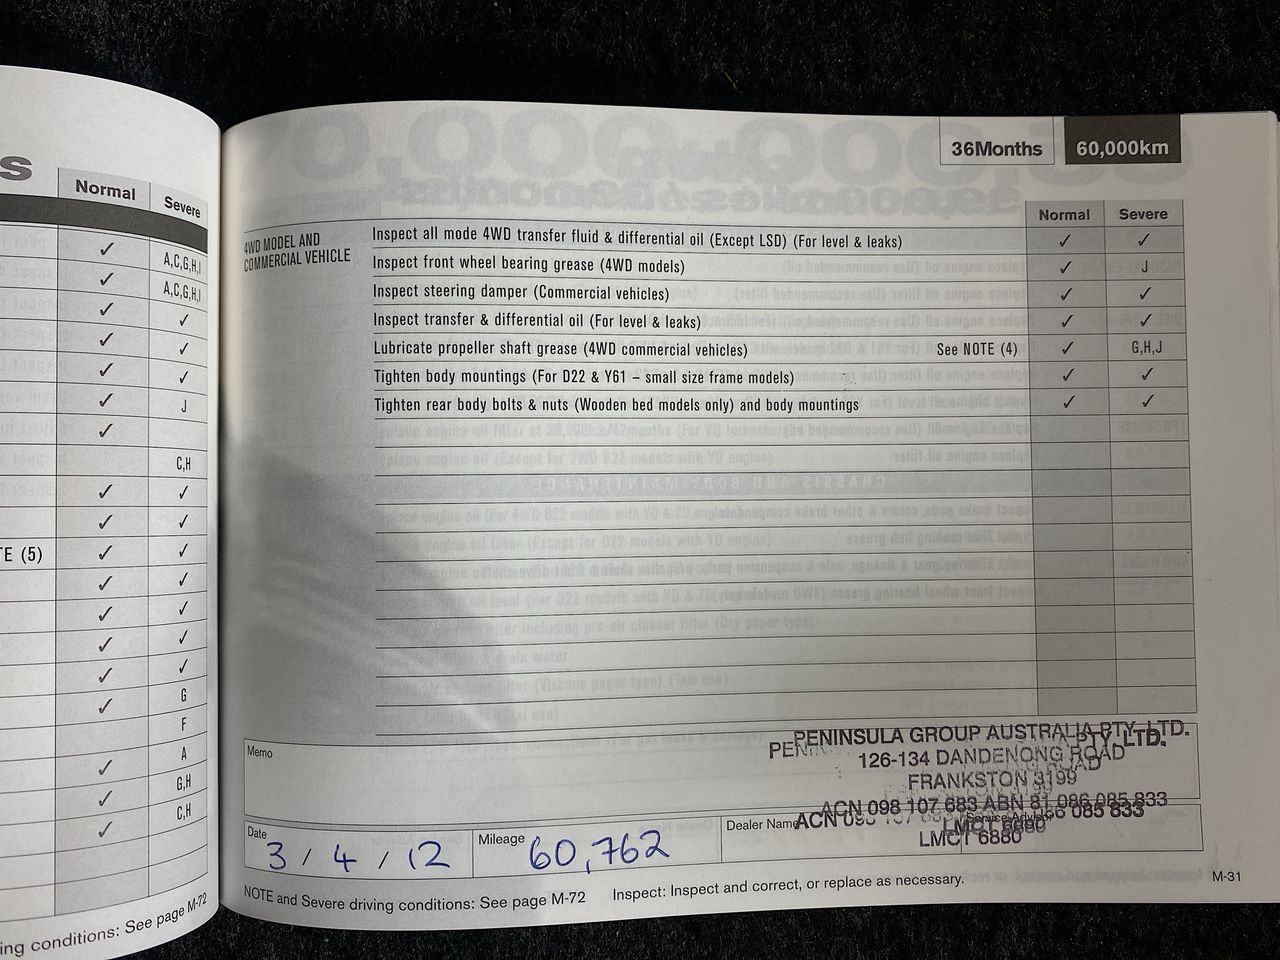 s
Normal Severe
✓ A,C,G,H,I
✓ A,C,G,H,I
✓ ✓
✓ ✓
✓ ✓
✓ J
✓
C,H
✓ ✓
✓ ✓
TE (5) ✓ ✓
✓ ✓
✓ ✓
✓ ✓
✓ ✓
✓ G
F
✓ A
✓ G,H
✓ C,H
ing conditions: See page M-72
36Months 60,000km
Normal Severe
4WD MODEL AND
COMMERCIAL VEHICLE
Inspect all mode 4WD transfer fluid & differential oil (Except LSD) (For level & leaks) ✓ ✓
Inspect front wheel bearing grease (4WD models) ✓ J
Inspect steering damper (Commercial vehicles) ✓ ✓
Inspect transfer & differential oil (For level & leaks) ✓ ✓
Lubricate propeller shaft grease (4WD commercial vehicles) See NOTE (4) ✓ G,H,J
Tighten body mountings (For D22 & Y61 – small size frame models) ✓ ✓
Tighten rear body bolts & nuts (Wooden bed models only) and body mountings ✓ ✓
Memo
PENINSULA GROUP AUSTRALIA PTY. LTD.
126-134 DANDENONG ROAD
FRANKSTON 3199
ACN 098 107 683 ABN 81 086 085 833
LMCT 6880
Date 3 / 4 / 12 Mileage 60,762 Dealer Name Service Advisor
NOTE and Severe driving conditions: See page M-72 Inspect: Inspect and correct, or replace as necessary.
M-31